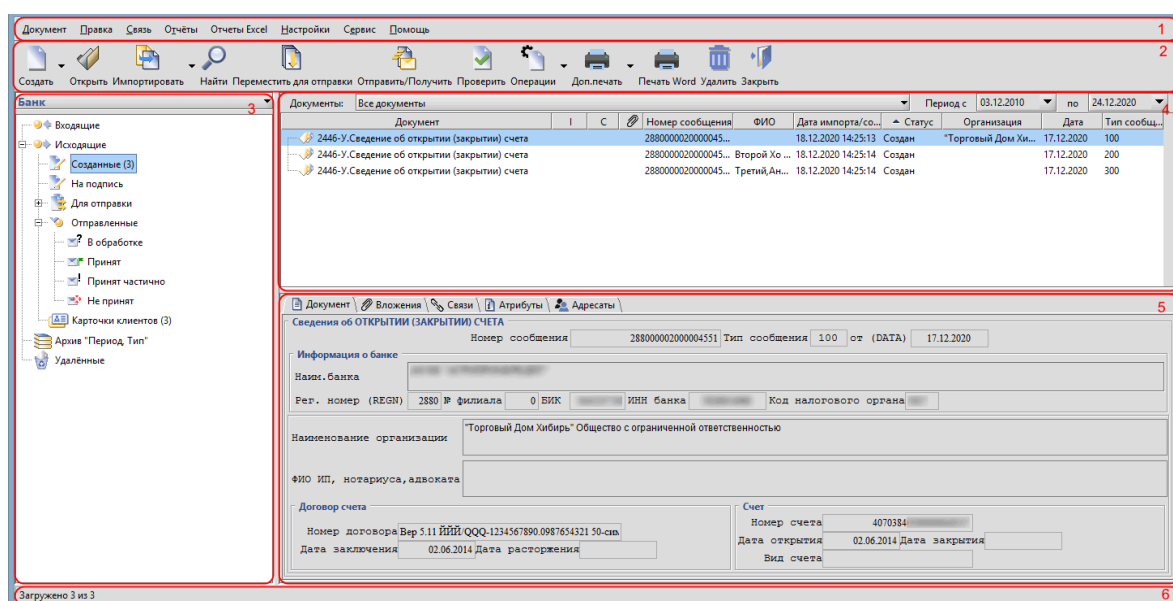 Документ Правка Связь Отчёты Отчеты Excel Настройки Сервис Помощь 1
2
Создать Открыть Импортировать Найти Переместить для отправки Отправить/Получить Проверить Операции Доп.печать Печать Word Удалить Закрыть
Банк 3
Входящие
Исходящие
Созданные (3)
На подпись
Для отправки
Отправленные
В обработке
Принят
Принят частично
Не принят
Карточки клиентов (3)
Архив "Период, Тип"
Удалённые
Документы: Все документы Период с 03.12.2010 по 24.12.2020 4
Документ I С Номер сообщения ФИО Дата импорта/со... Статус Организация Дата Тип сообщ...
2446-У.Сведение об открытии (закрытии) счета 2880000020000045... 18.12.2020 14:25:13 Создан "Торговый Дом Хи... 17.12.2020 100
2446-У.Сведение об открытии (закрытии) счета 2880000020000045... Второй Хо ... 18.12.2020 14:25:14 Создан 17.12.2020 200
2446-У.Сведение об открытии (закрытии) счета 2880000020000045... Третий,Ан... 18.12.2020 14:25:14 Создан 17.12.2020 300
Документ Вложения Связи Атрибуты Адресаты 5
Сведения об ОТКРЫТИИ (ЗАКРЫТИИ) СЧЕТА
Номер сообщения 288000002000004551 Тип сообщения 100 от (DATA) 17.12.2020
Информация о банке
Наим.банка
Рег. номер (REGN) 2880 № филиала 0 БИК ИНН банка Код налогового органа
Наименование организации "Торговый Дом Хибирь" Общество с ограниченной ответственностью
ФИО ИП, нотариуса,адвоката
Договор счета
Номер договора Вер 5.11 ЙЙЙ/QQQ-1234567890.0987654321 50-сив
Дата заключения 02.06.2014 Дата расторжения
Счет
Номер счета 4070384
Дата открытия 02.06.2014 Дата закрытия
Вид счета
Загружено 3 из 3 6